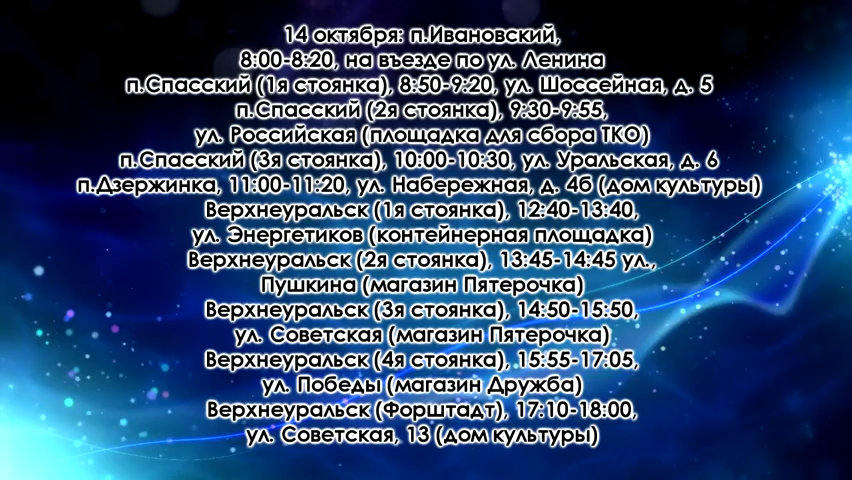 14 октября: п.Ивановский,
8:00-8:20, на въезде по ул. Ленина
п.Спасский (1я стоянка), 8:50-9:20, ул. Шоссейная, д. 5
п.Спасский (2я стоянка), 9:30-9:55,
ул. Российская (площадка для сбора ТКО)
п.Спасский (3я стоянка), 10:00-10:30, ул. Уральская, д. 6
п.Дзержинка, 11:00-11:20, ул. Набережная, д. 4б (дом культуры)
Верхнеуральск (1я стоянка), 12:40-13:40,
ул. Энергетиков (контейнерная площадка)
Верхнеуральск (2я стоянка), 13:45-14:45 ул.,
Пушкина (магазин Пятерочка)
Верхнеуральск (3я стоянка), 14:50-15:50,
ул. Советская (магазин Пятерочка)
Верхнеуральск (4я стоянка), 15:55-17:05,
ул. Победы (магазин Дружба)
Верхнеуральск (Форштадт), 17:10-18:00,
ул. Советская, 13 (дом культуры)